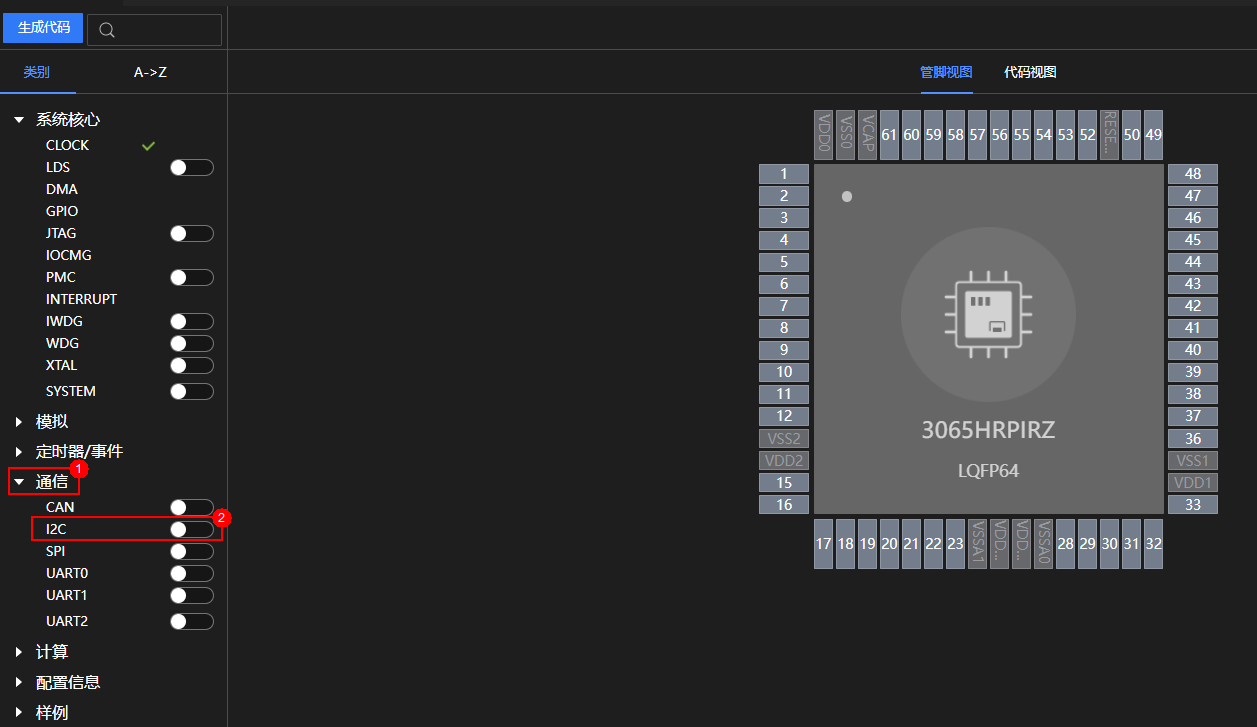 生成代码
类别
A->Z
管脚视图
代码视图
系统核心
CLOCK
LDS
DMA
GPIO
JTAG
IOCMG
PMC
INTERRUPT
IWDG
WDG
XTAL
SYSTEM
模拟
定时器/事件
1
通信
CAN
2
I2C
SPI
UART0
UART1
UART2
计算
配置信息
样例
VDD0 VSS0 VCAP 61 60 59 58 57 56 55 54 53 52 RESE... 50 49
1
2
3
4
5
6
7
8
9
10
11
12
VSS2
VDD2
15
16
3065HRPIRZ
LQFP64
48
47
46
45
44
43
42
41
40
39
38
37
36
VSS1
VDD1
33
17 18 19 20 21 22 23 VSSA1 VDD... VDD... VSSA0 28 29 30 31 32